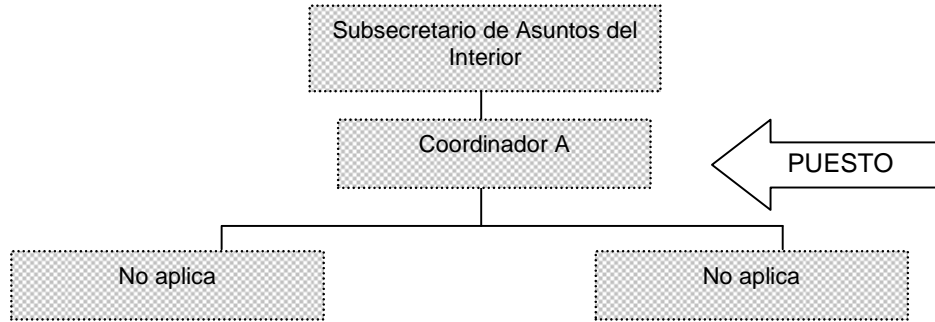 Subsecretario de Asuntos del
Interior
Coordinador A
PUESTO
No aplica
No aplica